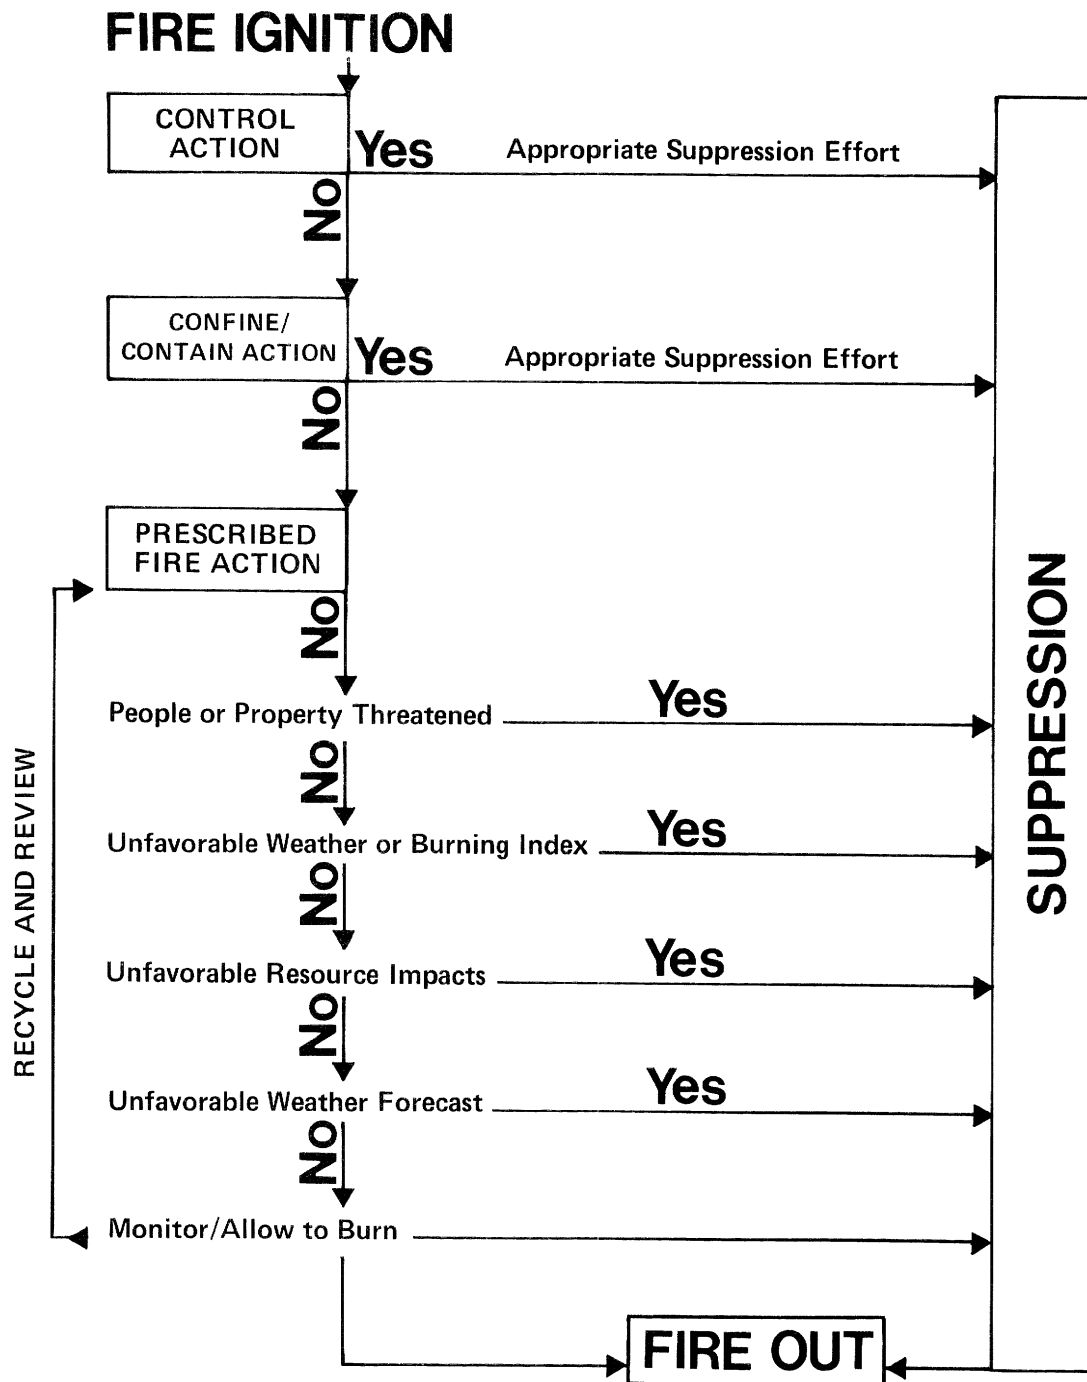 FIRE IGNITION
CONTROL
ACTION
Yes
Appropriate Suppression Effort
No
CONFINE/
CONTAIN ACTION
Yes
Appropriate Suppression Effort
No
PRESCRIBED
FIRE ACTION
No
People or Property Threatened
Yes
No
Unfavorable Weather or Burning Index
Yes
No
Unfavorable Resource Impacts
Yes
No
Unfavorable Weather Forecast
Yes
No
Monitor/Allow to Burn
RECYCLE AND REVIEW
SUPPRESSION
FIRE OUT